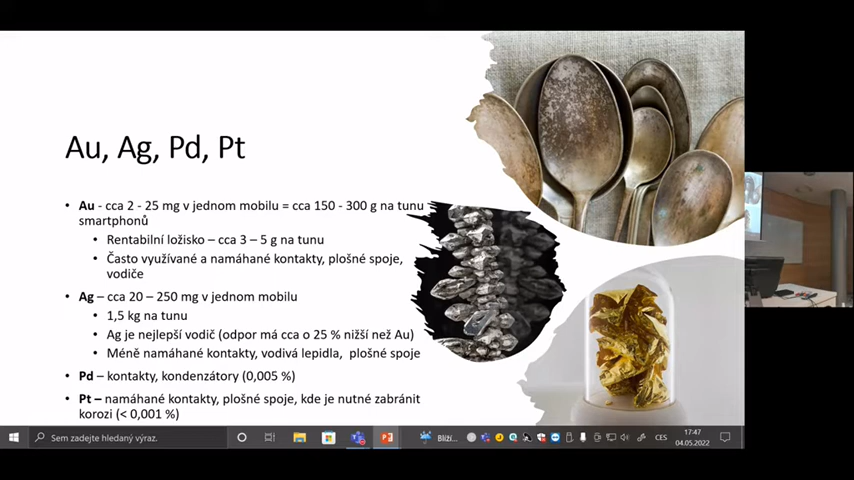 Au, Ag, Pd, Pt
• Au - cca 2 - 25 mg v jednom mobilu = cca 150 - 300 g na tunu
smartphonů
• Rentabilní ložisko – cca 3 – 5 g na tunu
• Často využívané a namáhané kontakty, plošné spoje,
vodiče
• Ag – cca 20 – 250 mg v jednom mobilu
• 1,5 kg na tunu
• Ag je nejlepší vodič (odpor má cca o 25 % nižší než Au)
• Méně namáhané kontakty, vodivá lepidla, plošné spoje
• Pd – kontakty, kondenzátory (0,005 %)
• Pt – namáhané kontakty, plošné spoje, kde je nutné zabránit
korozi (< 0,001 %)
Sem zadejte hledaný výraz.
Blíží...
CES
17:47
04.05.2022